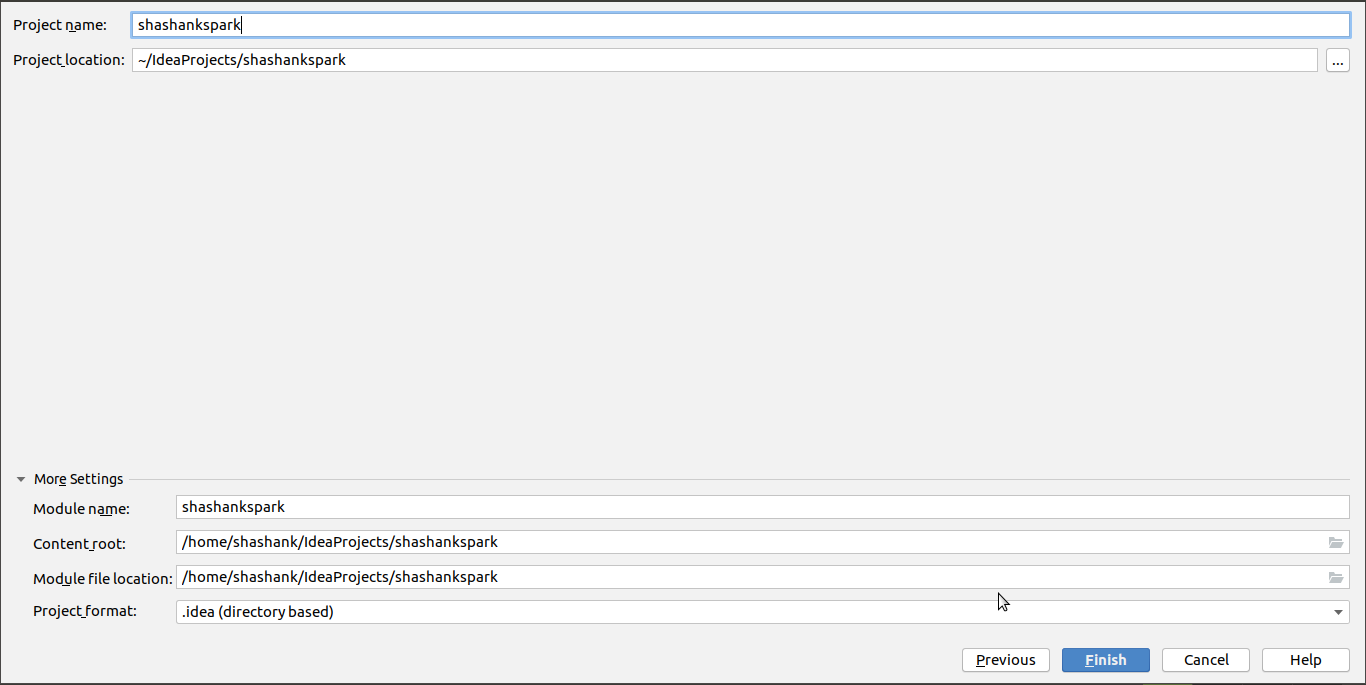 Project name: shashankspark
Project location: ~/IdeaProjects/shashankspark ...
More Settings
Module name: shashankspark
Content root: /home/shashank/IdeaProjects/shashankspark
Module file location: /home/shashank/IdeaProjects/shashankspark
Project format: .idea (directory based)
Previous Finish Cancel Help